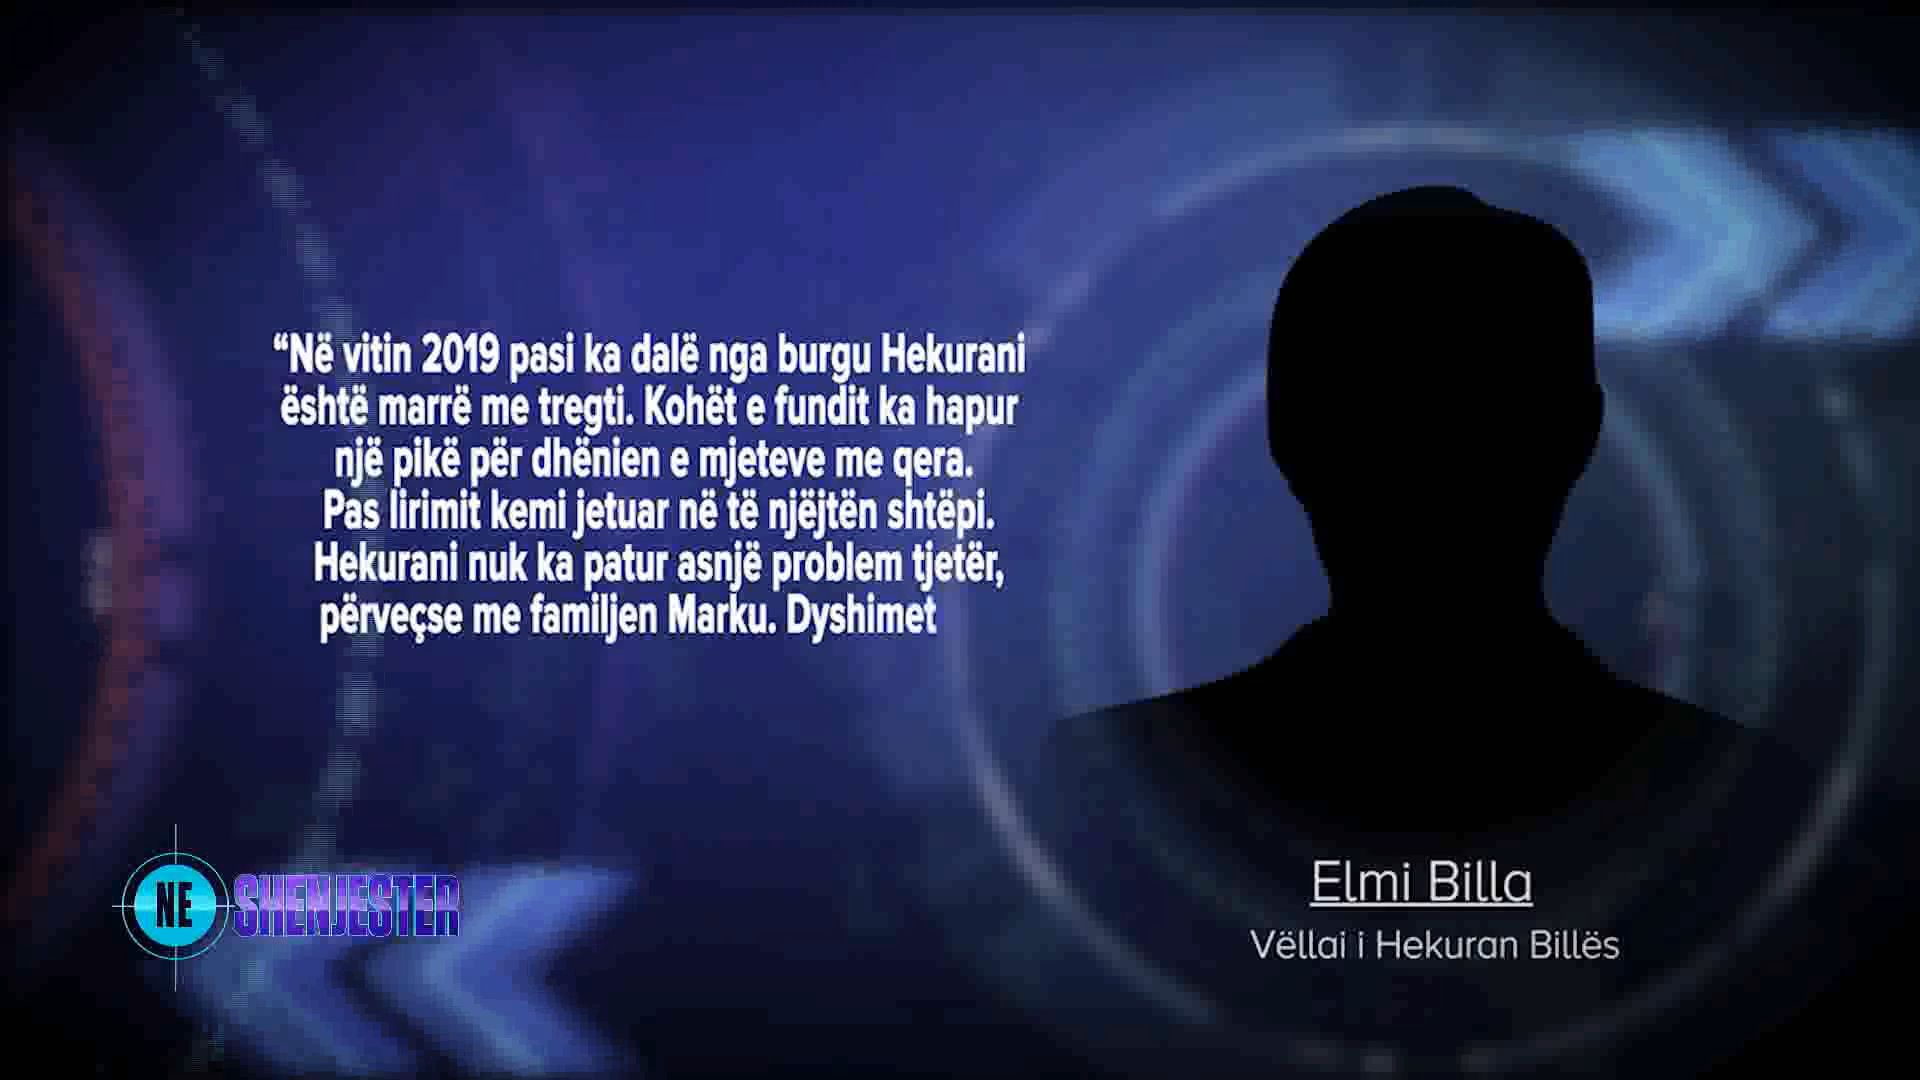 “Në vitin 2019 pasi ka dalë nga burgu Hekurani
është marrë me tregti. Kohët e fundit ka hapur
një pikë për dhënien e mjeteve me qera.
Pas lirimit kemi jetuar në të njëjtën shtëpi.
Hekurani nuk ka patur asnjë problem tjetër,
përveçse me familjen Marku. Dyshimet
Elmi Billa
Vëllai i Hekuran Billës
NE SHENJESTER